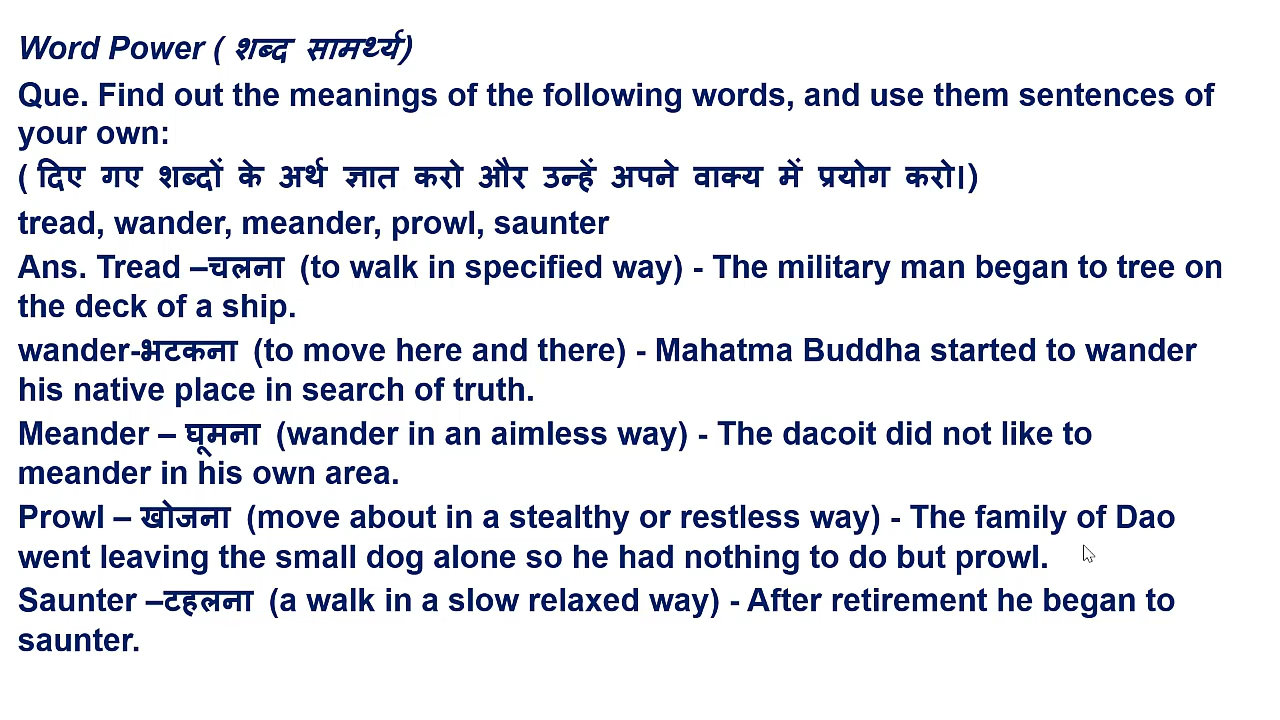 Word Power ( शब्द सामर्थ्य)
Que. Find out the meanings of the following words, and use them sentences of
your own:
( दिए गए शब्दों के अर्थ ज्ञात करो और उन्हें अपने वाक्य में प्रयोग करो।)
tread, wander, meander, prowl, saunter
Ans. Tread –चलना (to walk in specified way) - The military man began to tree on
the deck of a ship.
wander-भटकना (to move here and there) - Mahatma Buddha started to wander
his native place in search of truth.
Meander – घूमना (wander in an aimless way) - The dacoit did not like to
meander in his own area.
Prowl – खोजना (move about in a stealthy or restless way) - The family of Dao
went leaving the small dog alone so he had nothing to do but prowl.
Saunter –टहलना (a walk in a slow relaxed way) - After retirement he began to
saunter.